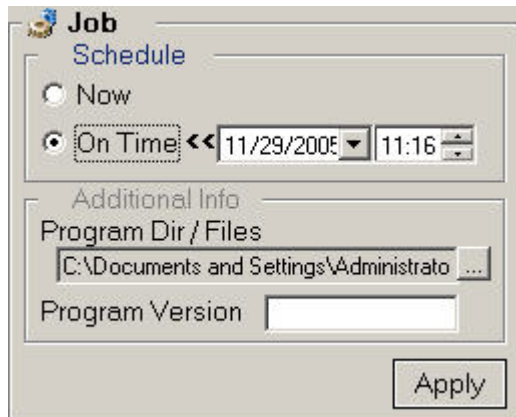 Job
Schedule
Now
On Time << 11/29/2005 11:16
Additional Info
Program Dir / Files
C:\Documents and Settings\Administrato ...
Program Version
Apply